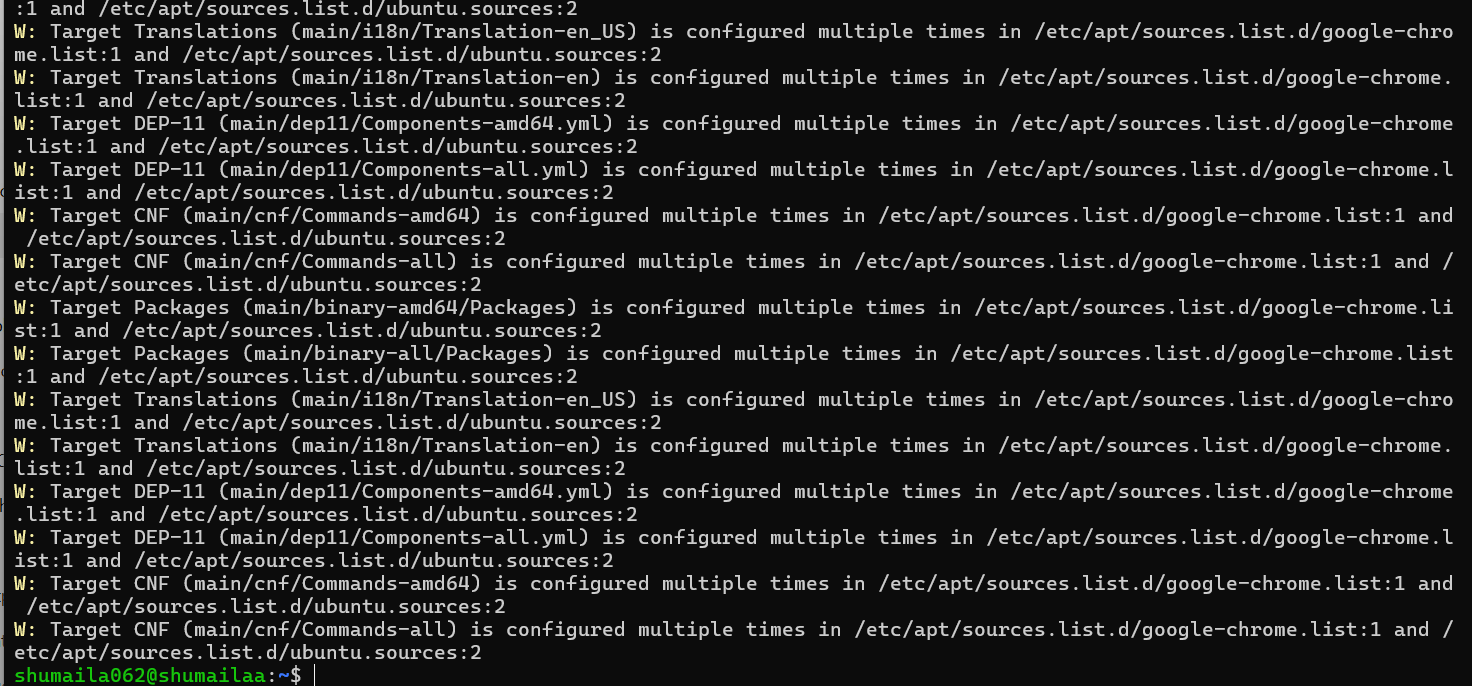 :1 and /etc/apt/sources.list.d/ubuntu.sources:2
W: Target Translations (main/i18n/Translation-en_US) is configured multiple times in /etc/apt/sources.list.d/google-chro
me.list:1 and /etc/apt/sources.list.d/ubuntu.sources:2
W: Target Translations (main/i18n/Translation-en) is configured multiple times in /etc/apt/sources.list.d/google-chrome.
list:1 and /etc/apt/sources.list.d/ubuntu.sources:2
W: Target DEP-11 (main/dep11/Components-amd64.yml) is configured multiple times in /etc/apt/sources.list.d/google-chrome
.list:1 and /etc/apt/sources.list.d/ubuntu.sources:2
W: Target DEP-11 (main/dep11/Components-all.yml) is configured multiple times in /etc/apt/sources.list.d/google-chrome.l
ist:1 and /etc/apt/sources.list.d/ubuntu.sources:2
W: Target CNF (main/cnf/Commands-amd64) is configured multiple times in /etc/apt/sources.list.d/google-chrome.list:1 and
 /etc/apt/sources.list.d/ubuntu.sources:2
W: Target CNF (main/cnf/Commands-all) is configured multiple times in /etc/apt/sources.list.d/google-chrome.list:1 and /
etc/apt/sources.list.d/ubuntu.sources:2
W: Target Packages (main/binary-amd64/Packages) is configured multiple times in /etc/apt/sources.list.d/google-chrome.li
st:1 and /etc/apt/sources.list.d/ubuntu.sources:2
W: Target Packages (main/binary-all/Packages) is configured multiple times in /etc/apt/sources.list.d/google-chrome.list
:1 and /etc/apt/sources.list.d/ubuntu.sources:2
W: Target Translations (main/i18n/Translation-en_US) is configured multiple times in /etc/apt/sources.list.d/google-chro
me.list:1 and /etc/apt/sources.list.d/ubuntu.sources:2
W: Target Translations (main/i18n/Translation-en) is configured multiple times in /etc/apt/sources.list.d/google-chrome.
list:1 and /etc/apt/sources.list.d/ubuntu.sources:2
W: Target DEP-11 (main/dep11/Components-amd64.yml) is configured multiple times in /etc/apt/sources.list.d/google-chrome
.list:1 and /etc/apt/sources.list.d/ubuntu.sources:2
W: Target DEP-11 (main/dep11/Components-all.yml) is configured multiple times in /etc/apt/sources.list.d/google-chrome.l
ist:1 and /etc/apt/sources.list.d/ubuntu.sources:2
W: Target CNF (main/cnf/Commands-amd64) is configured multiple times in /etc/apt/sources.list.d/google-chrome.list:1 and
 /etc/apt/sources.list.d/ubuntu.sources:2
W: Target CNF (main/cnf/Commands-all) is configured multiple times in /etc/apt/sources.list.d/google-chrome.list:1 and /
etc/apt/sources.list.d/ubuntu.sources:2
shumaila062@shumailaa:~$